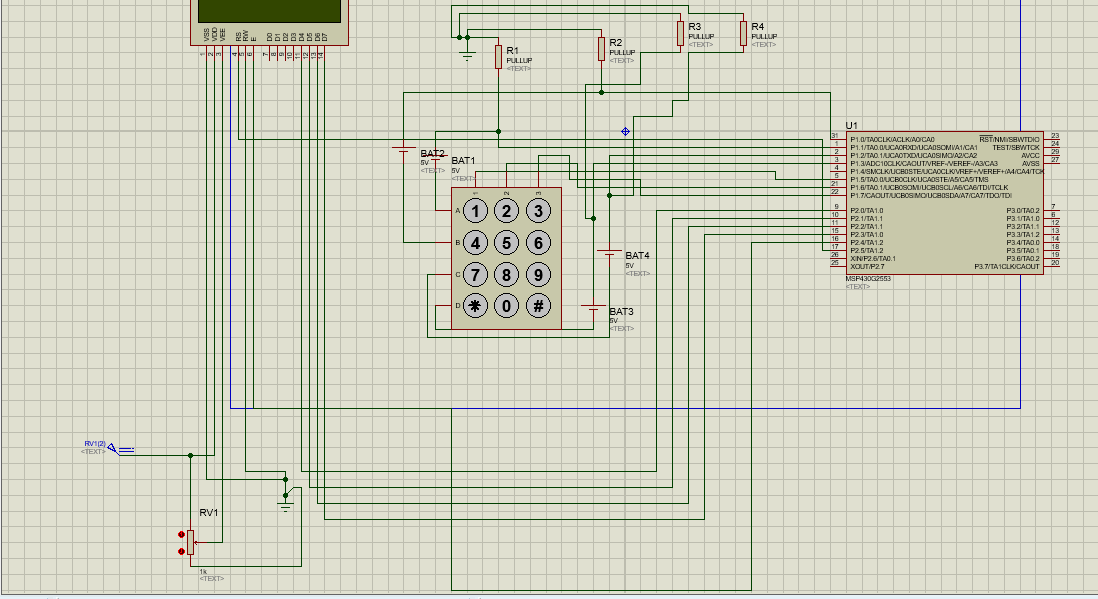 VSS VDD VEE RS RW E D0 D1 D2 D3 D4 D5 D6 D7
1 2 3 4 5 6 7 8 9 10 11 12 13 14
R1
PULLUP
<TEXT>
R2
PULLUP
<TEXT>
R3
PULLUP
<TEXT>
R4
PULLUP
<TEXT>
BAT2
5V
<TEXT>
BAT1
5V
<TEXT>
1 2 3
A 1 2 3
B 4 5 6
C 7 8 9
D * 0 #
BAT4
5V
<TEXT>
BAT3
5V
<TEXT>
U1
31 P1.0/TA0CLK/ACLK/A0/CA0
1 P1.1/TA0.0/UCA0RXD/UCA0SOMI/A1/CA1
2 P1.2/TA0.1/UCA0TXD/UCA0SIMO/A2/CA2
3 P1.3/ADC10CLK/CAOUT/VREF-/VEREF-/A3/CA3
4 P1.4/SMCLK/UCB0STE/UCA0CLK/VREF+/VEREF+/A4/CA4/TCK
5 P1.5/TA0.0/UCB0CLK/UCA0STE/A5/CA5/TMS
21 P1.6/TA0.1/UCB0SOMI/UCB0SCL/A6/CA6/TDI/TCLK
22 P1.7/CAOUT/UCB0SIMO/UCB0SDA/A7/CA7/TDO/TDI
9 P2.0/TA1.0
10 P2.1/TA1.1
11 P2.2/TA1.1
15 P2.3/TA1.0
16 P2.4/TA1.2
17 P2.5/TA1.2
26 XIN/P2.6/TA0.1
25 XOUT/P2.7
RST/NMI/SBWTDIO 23
TEST/SBWTCK 24
AVCC 29
AVSS 27
P3.0/TA0.2 7
P3.1/TA1.0 6
P3.2/TA1.1 12
P3.3/TA1.2 13
P3.4/TA0.0 14
P3.5/TA0.1 18
P3.6/TA0.2 19
P3.7/TA1CLK/CAOUT 20
MSP430G2553
<TEXT>
RV1(2)
<TEXT>
RV1
1k
<TEXT>